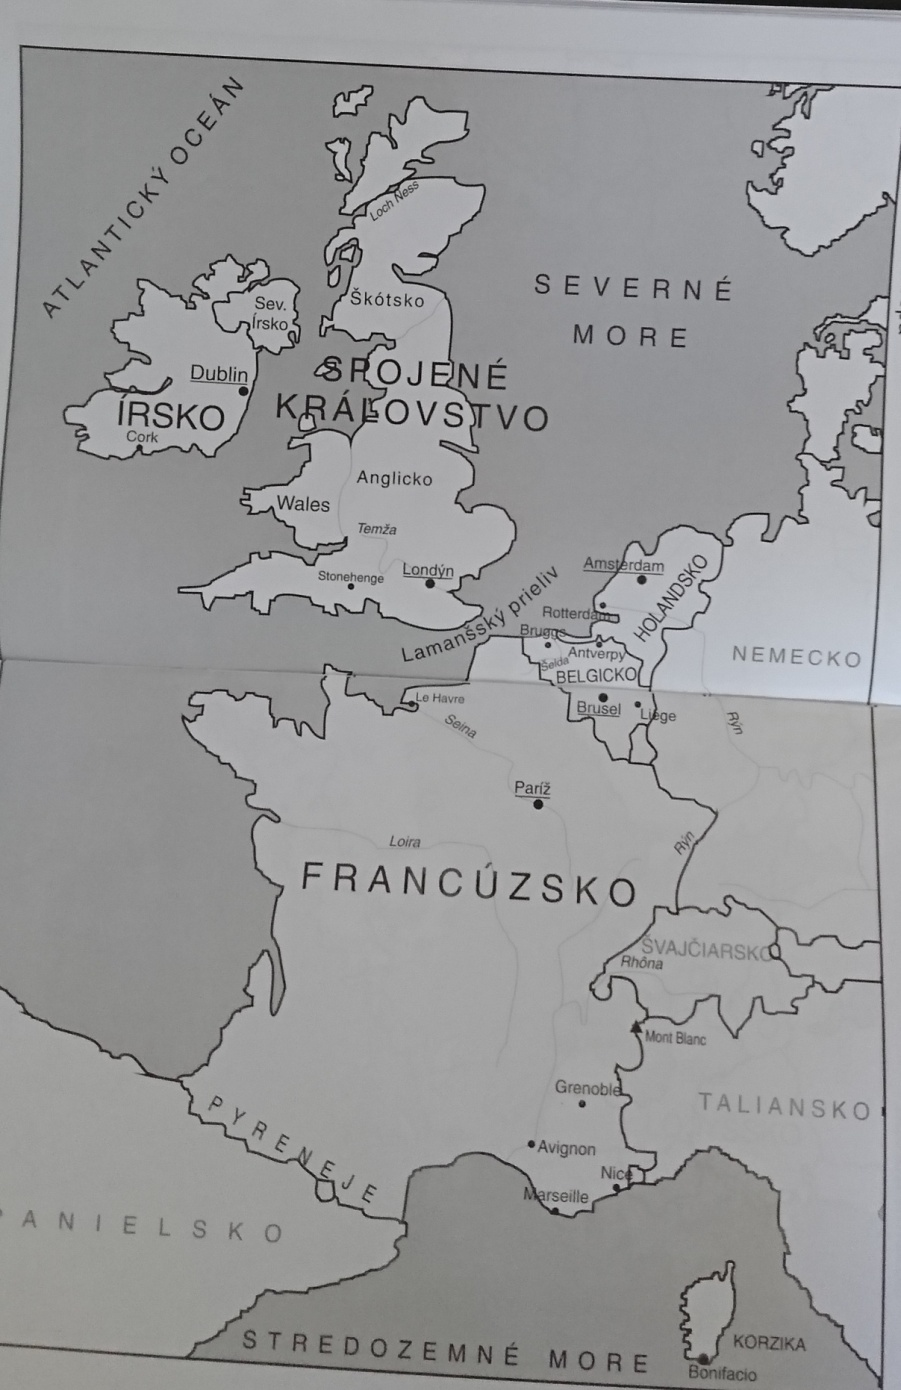 ATLANTICKÝ OCEÁN
Loch Ness
SEVERNÉ
MORE
Škótsko
Sev.
Írsko
Dublin
SPOJENÉ
KRÁĽOVSTVO
ÍRSKO
Cork
Anglicko
Wales
Temža
Londýn
Stonehenge
Amsterdam
HOLANDSKO
Rotterdam
Lamanšský prieliv
Bruggs
Antverpy
Šelda
BELGICKO
NEMECKO
Brusel
Liége
Le Havre
Seina
Rýn
Paríž
Loira
Rýn
FRANCÚZSKO
ŠVAJČIARSKO
Rhôna
Mont Blanc
Grenoble
TALIANSKO
PYRENEJE
Avignon
Nice
Marseille
ANIELSKO
STREDOZEMNÉ MORE
KORZIKA
Bonifacio